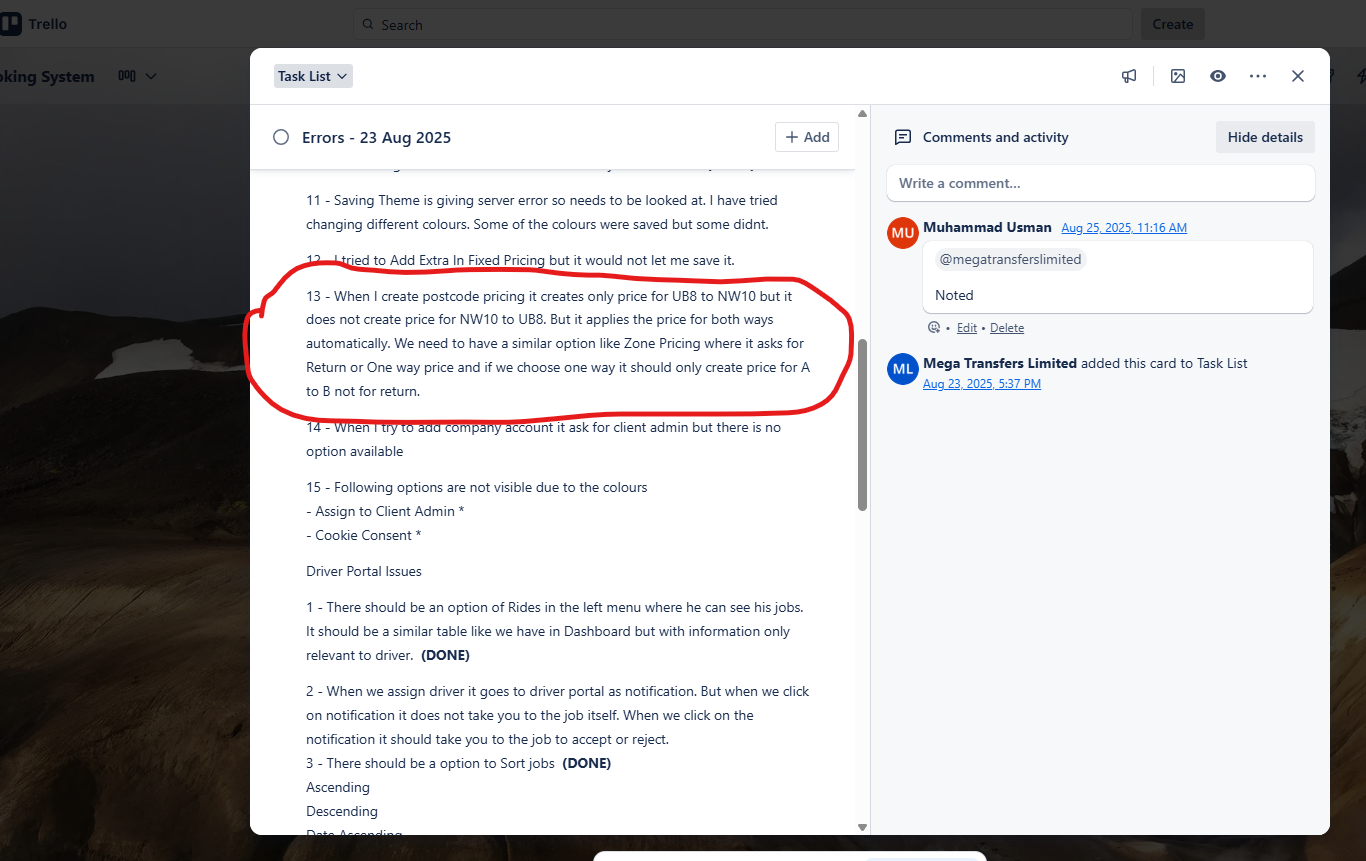 Trello
Search
Create
oking System
Task List
Errors - 23 Aug 2025
Add
11 - Saving Theme is giving server error so needs to be looked at. I have tried
changing different colours. Some of the colours were saved but some didnt.
12 - I tried to Add Extra In Fixed Pricing but it would not let me save it.
13 - When I create postcode pricing it creates only price for UB8 to NW10 but it
does not create price for NW10 to UB8. But it applies the price for both ways
automatically. We need to have a similar option like Zone Pricing where it asks for
Return or One way price and if we choose one way it should only create price for A
to B not for return.
14 - When I try to add company account it ask for client admin but there is no
option available
15 - Following options are not visible due to the colours
- Assign to Client Admin *
- Cookie Consent *
Driver Portal Issues
1 - There should be an option of Rides in the left menu where he can see his jobs.
It should be a similar table like we have in Dashboard but with information only
relevant to driver. (DONE)
2 - When we assign driver it goes to driver portal as notification. But when we click
on notification it does not take you to the job itself. When we click on the
notification it should take you to the job to accept or reject.
3 - There should be a option to Sort jobs (DONE)
Ascending
Descending
Date Ascending
Comments and activity
Hide details
Write a comment...
MU
Muhammad Usman Aug 25, 2025, 11:16 AM
@megatransferslimited
Noted
• Edit • Delete
ML
Mega Transfers Limited added this card to Task List
Aug 23, 2025, 5:37 PM